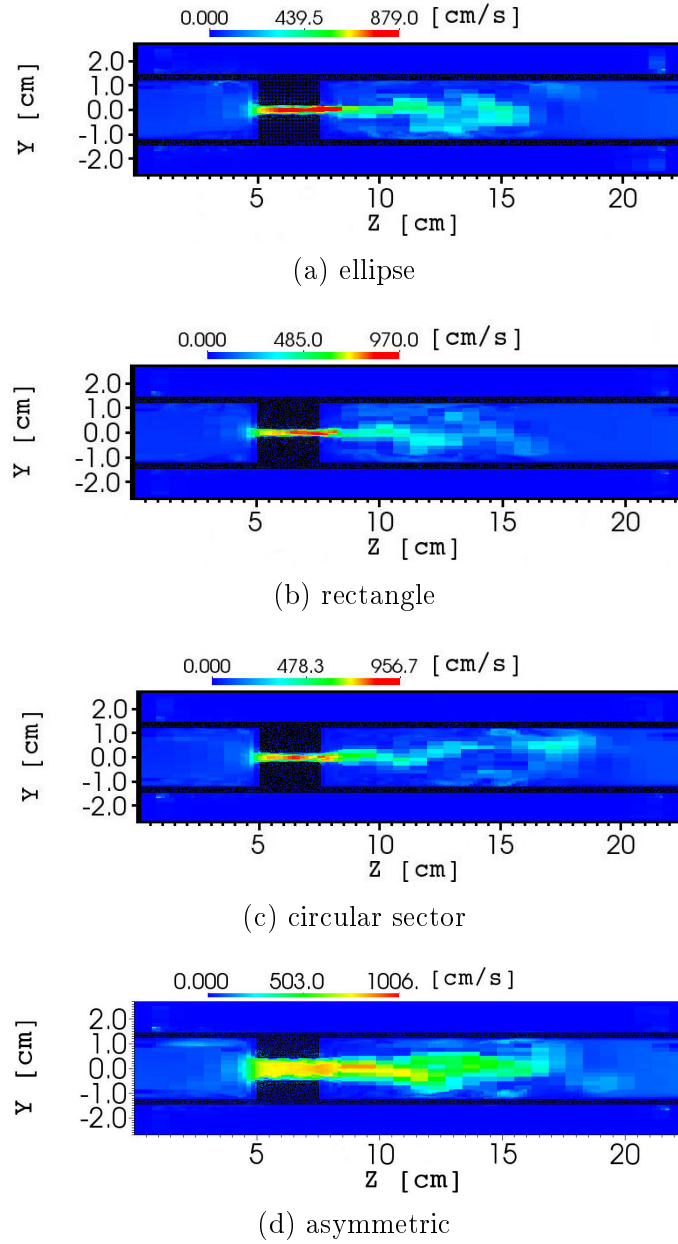 0.000 439.5 879.0 [cm/s]
2.0
1.0
0.0
-1.0
-2.0
Y [cm]
5 10 15 20
Z [cm]
(a) ellipse
0.000 485.0 970.0 [cm/s]
2.0
1.0
0.0
-1.0
-2.0
Y [cm]
5 10 15 20
Z [cm]
(b) rectangle
0.000 478.3 956.7 [cm/s]
2.0
1.0
0.0
-1.0
-2.0
Y [cm]
5 10 15 20
Z [cm]
(c) circular sector
0.000 503.0 1006. [cm/s]
2.0
1.0
0.0
-1.0
-2.0
Y [cm]
5 10 15 20
Z [cm]
(d) asymmetric